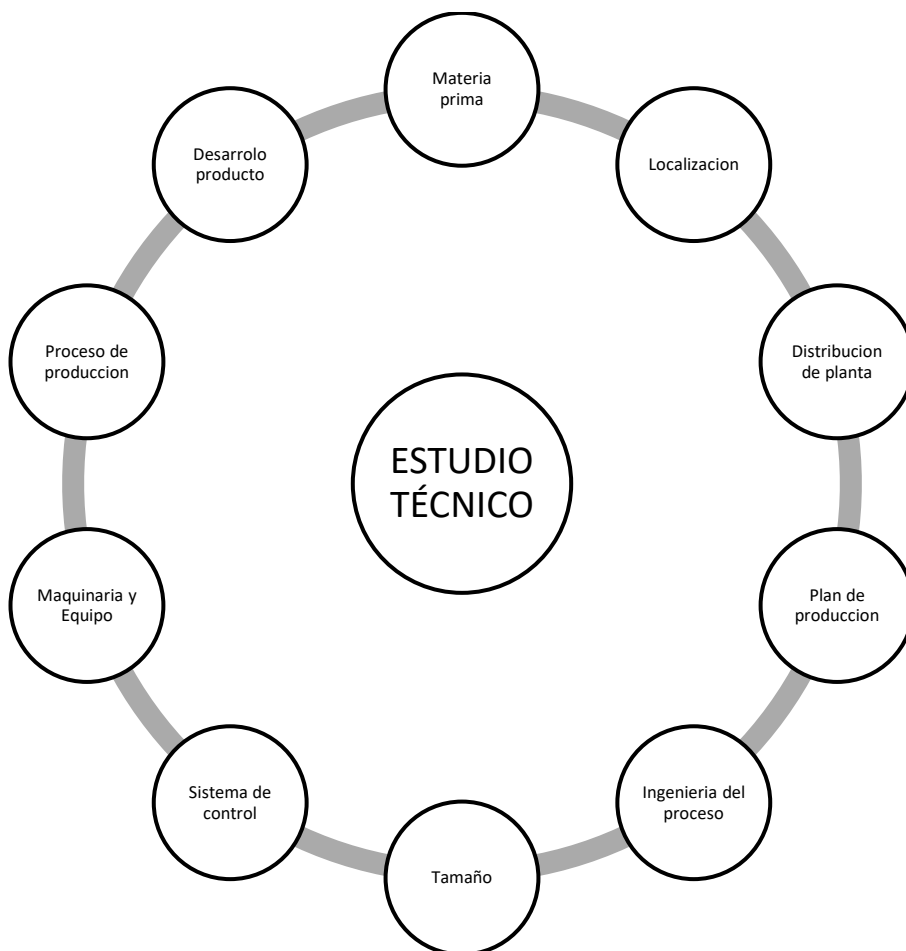 Materia
prima
Localizacion
Distribucion
de planta
Plan de
produccion
Ingenieria del
proceso
Tamaño
Sistema de
control
Maquinaria y
Equipo
Proceso de
produccion
Desarrolo
producto
ESTUDIO
TÉCNICO